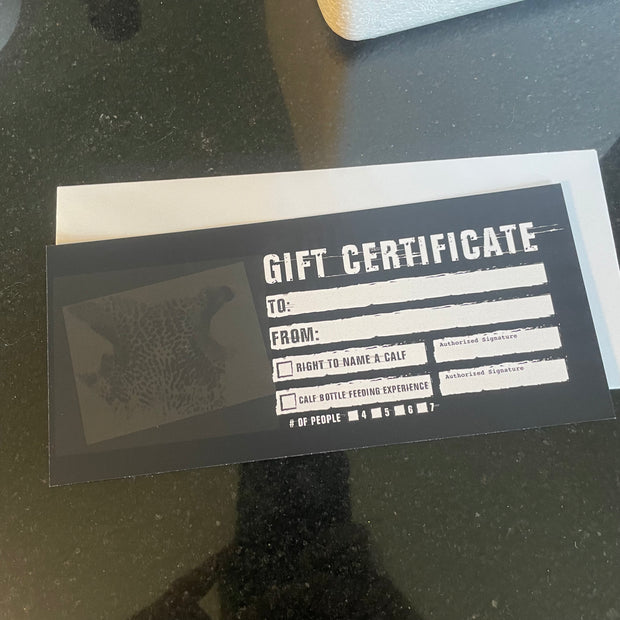 GIFT CERTIFICATE
TO:
FROM:
RIGHT TO NAME A CALF
Authorized Signature
CALF BOTTLE FEEDING EXPERIENCE
Authorized Signature
# OF PEOPLE 4 5 6 7